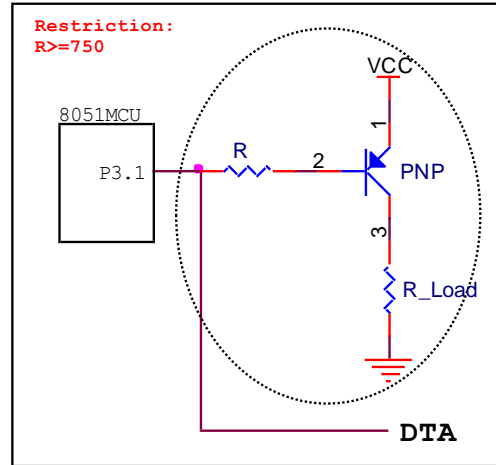 Restriction:
R>=750
VCC
8051MCU
1
R
2
PNP
P3.1
3
R_Load
DTA